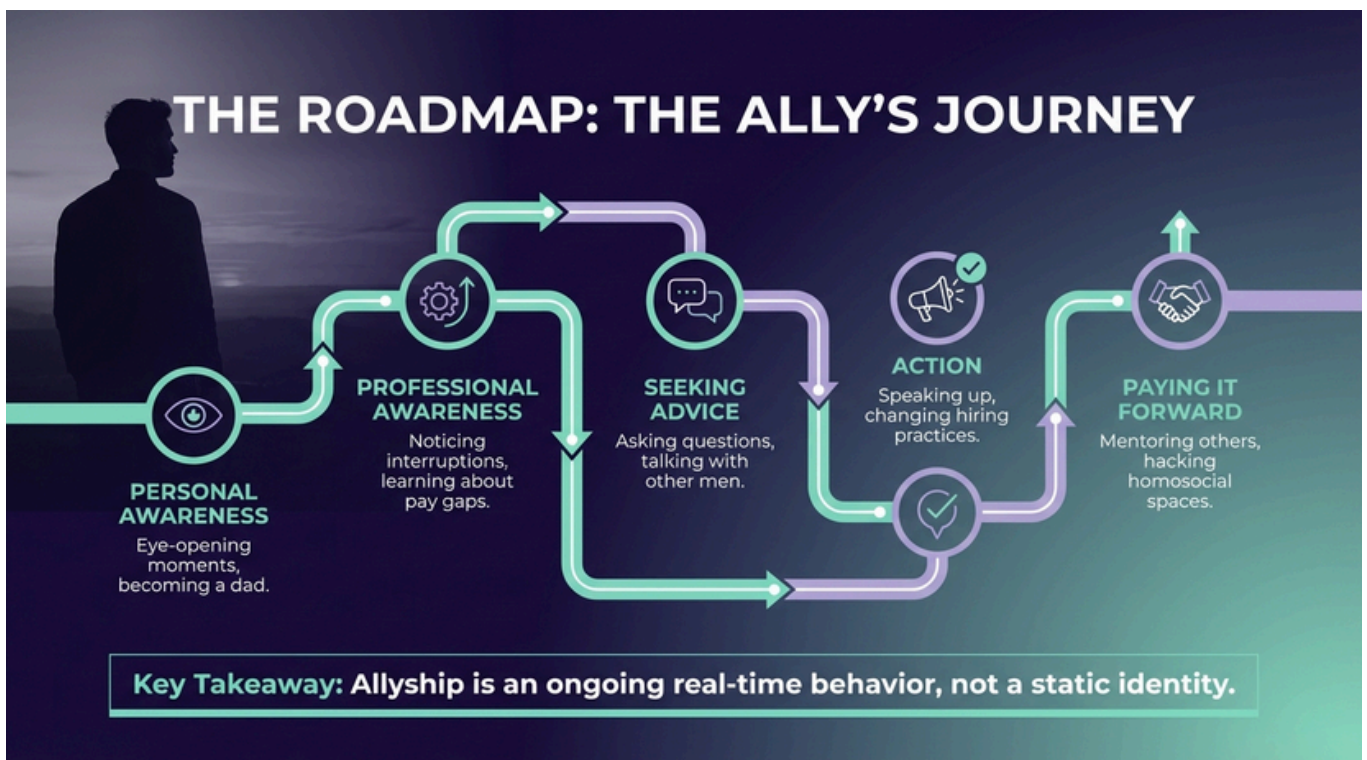 THE ROADMAP: THE ALLY’S JOURNEY
PERSONAL
AWARENESS
Eye-opening
moments,
becoming a dad.
PROFESSIONAL
AWARENESS
Noticing
interruptions,
learning about
pay gaps.
SEEKING
ADVICE
Asking questions,
talking with
other men.
ACTION
Speaking up,
changing hiring
practices.
PAYING IT
FORWARD
Mentoring others,
hacking
homosocial
spaces.
Key Takeaway: Allyship is an ongoing real-time behavior, not a static identity.